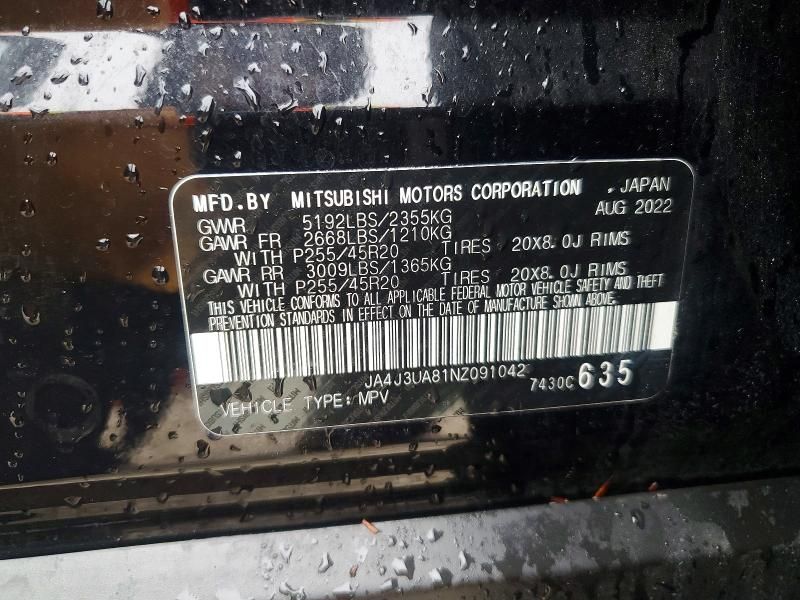 MFD.BY MITSUBISHI MOTORS CORPORATION , JAPAN
AUG 2022
GVWR 5192LBS/2355KG
GAWR FR 2668LBS/1210KG
WITH P255/45R20 TIRES 20X8.0J RIMS
GAWR RR 3009LBS/1365KG
WITH P255/45R20 TIRES 20X8.0J RIMS
THIS VEHICLE CONFORMS TO ALL APPLICABLE FEDERAL MOTOR VEHICLE SAFETY AND THEFT
PREVENTION STANDARDS IN EFFECT ON THE DATE OF MANUFACTURE SHOWN ABOVE.
JA4J3UA81NZ091042 7430C 635
VEHICLE TYPE: MPV